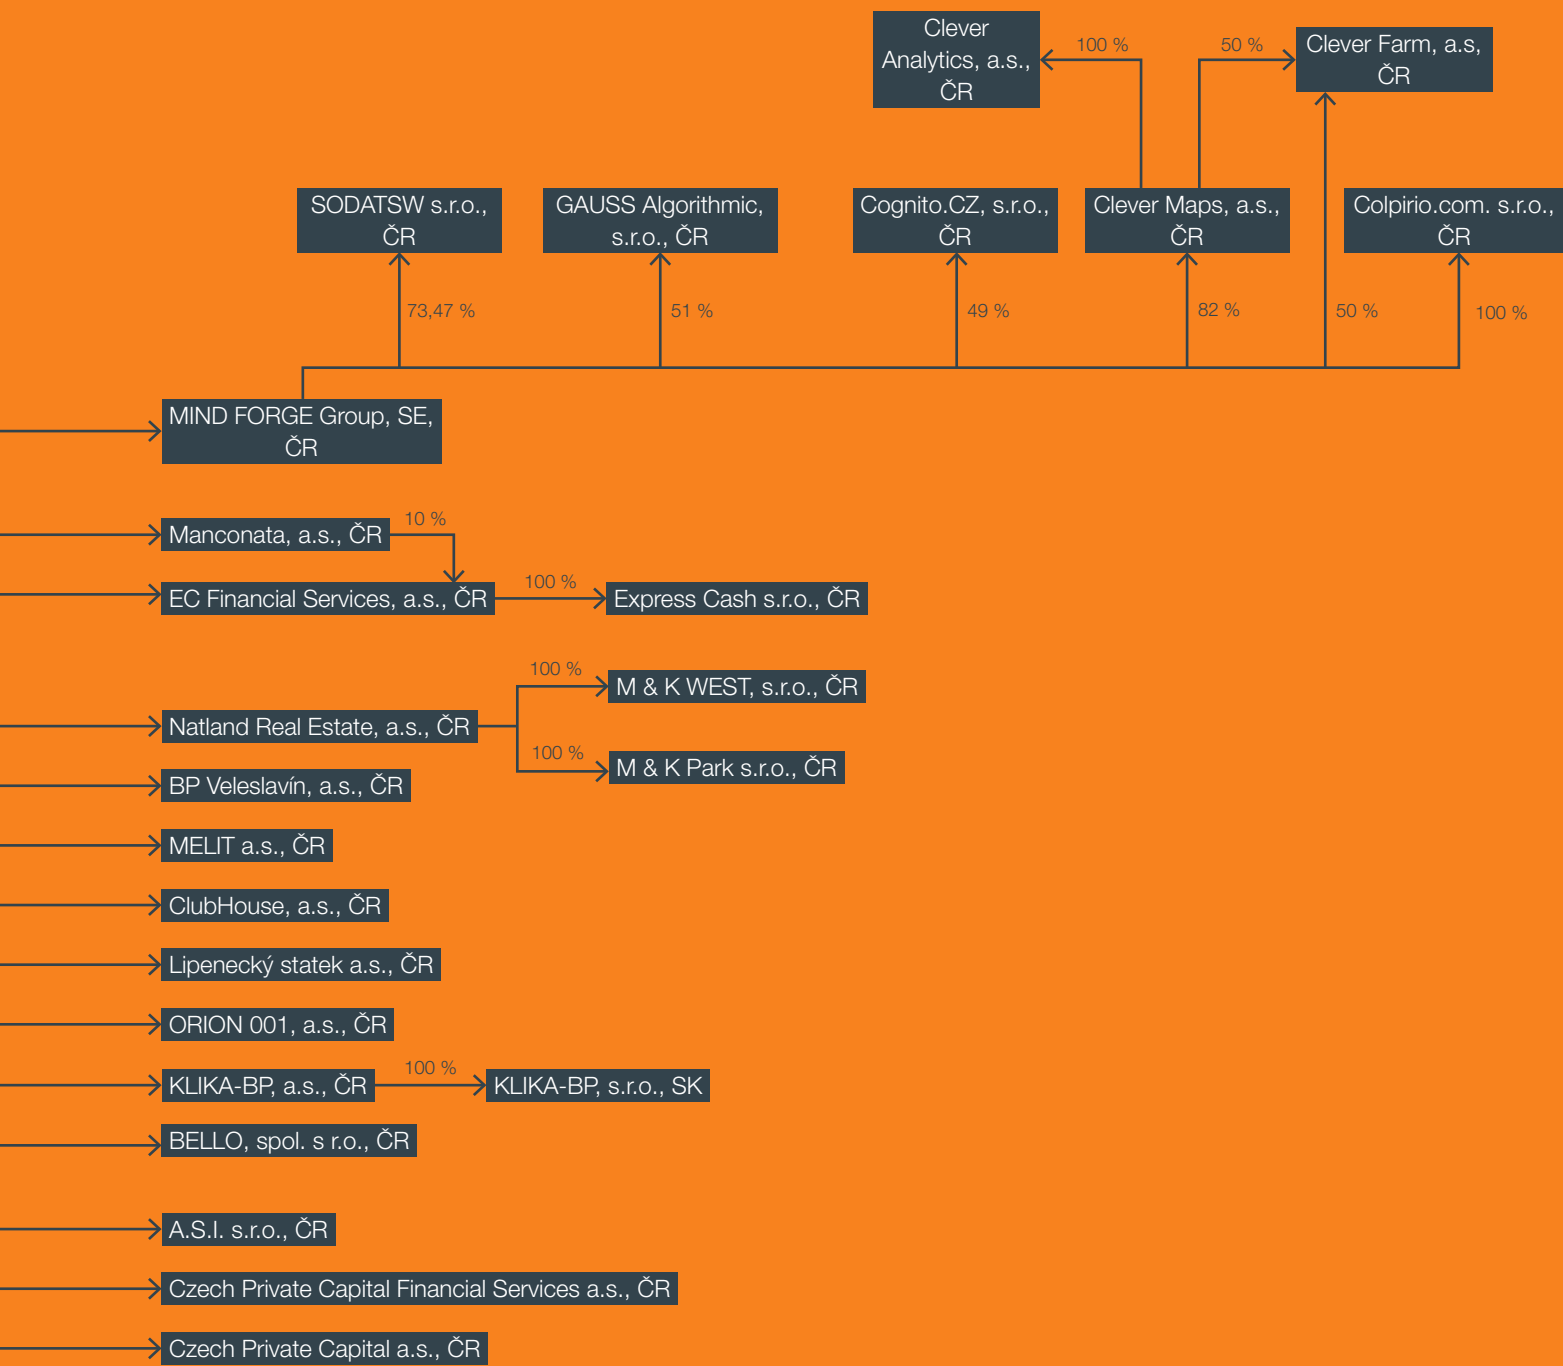 Clever
Analytics, a.s.,
ČR
100 %
50 %
Clever Farm, a.s,
ČR
SODATSW s.r.o.,
ČR
GAUSS Algorithmic,
s.r.o., ČR
Cognito.CZ, s.r.o.,
ČR
Clever Maps, a.s.,
ČR
Colpirio.com. s.r.o.,
ČR
73,47 %
51 %
49 %
82 %
50 %
100 %
MIND FORGE Group, SE,
ČR
Manconata, a.s., ČR
10 %
EC Financial Services, a.s., ČR
100 %
Express Cash s.r.o., ČR
100 %
M & K WEST, s.r.o., ČR
Natland Real Estate, a.s., ČR
100 %
M & K Park s.r.o., ČR
BP Veleslavín, a.s., ČR
MELIT a.s., ČR
ClubHouse, a.s., ČR
Lipenecký statek a.s., ČR
ORION 001, a.s., ČR
KLIKA-BP, a.s., ČR
100 %
KLIKA-BP, s.r.o., SK
BELLO, spol. s r.o., ČR
A.S.I. s.r.o., ČR
Czech Private Capital Financial Services a.s., ČR
Czech Private Capital a.s., ČR